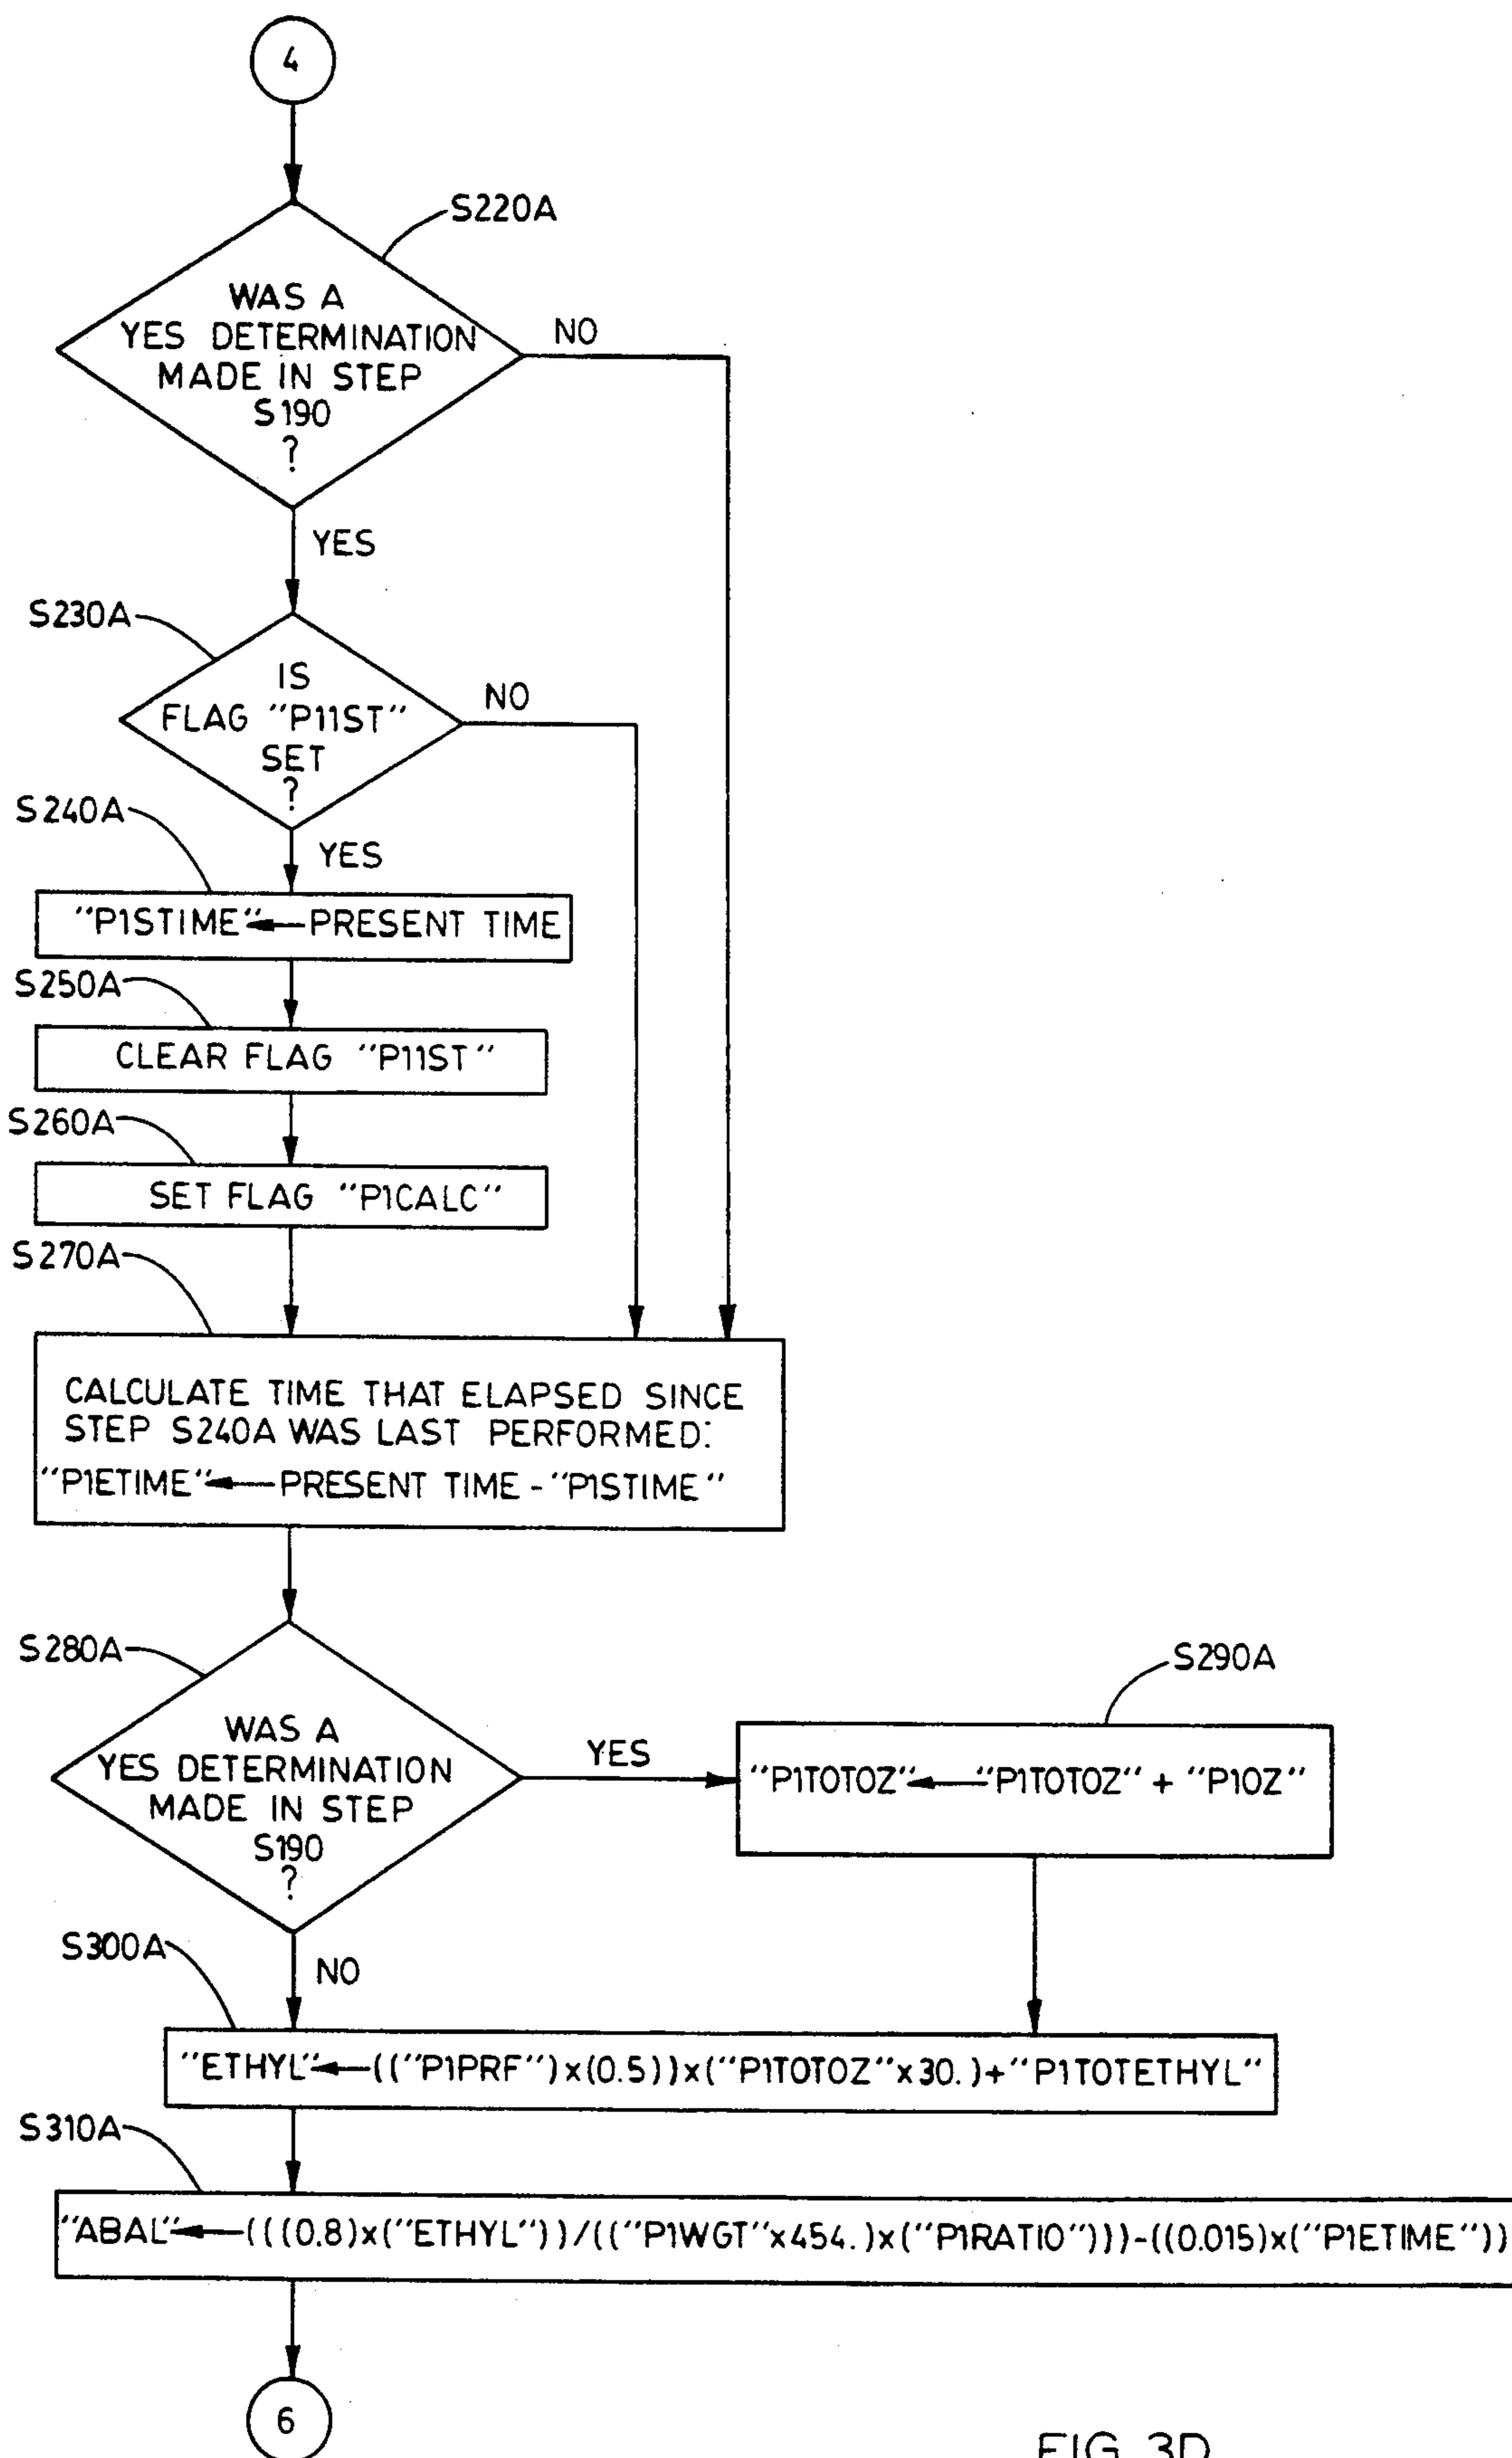 4
S220A
WAS A
YES DETERMINATION
MADE IN STEP
S190
?
NO
YES
S230A
IS
FLAG "P11ST"
SET
?
NO
S240A
YES
"P1STIME"←PRESENT TIME
S250A
CLEAR FLAG "P11ST"
S260A
SET FLAG "P1CALC"
S270A
CALCULATE TIME THAT ELAPSED SINCE
STEP S240A WAS LAST PERFORMED:
"P1ETIME"←PRESENT TIME - "P1STIME"
S280A
WAS A
YES DETERMINATION
MADE IN STEP
S190
?
YES
S290A
"P1TOTOZ"←"P1TOTOZ" + "P1OZ"
S300A
NO
"ETHYL"←(("P1PRF")x(0.5))x("P1TOTOZ"x30.)+"P1TOTETHYL"
S310A
"ABAL"←(((0.8)x("ETHYL"))/(("P1WGT"x454.)x("P1RATIO")))-((0.015)x("P1ETIME"))
6
FIG. 3D